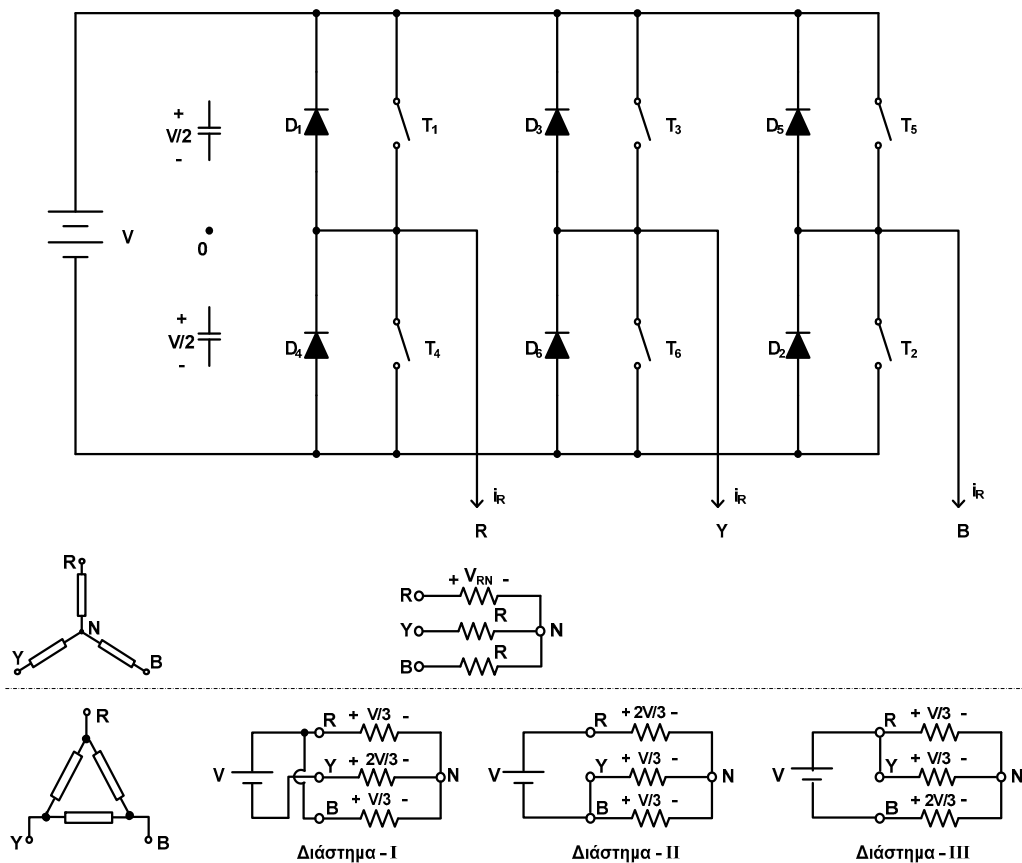 +
V/2
-
D1
T1
D3
T3
D5
T5
V
0
+
V/2
-
D4
T4
D6
T6
D2
T2
iR
iR
iR
R
Y
B
R
N
Y
B
+ VRN -
R
R
Y
R
B
N
R
Y
B
V
R
+ V/3 -
Y
+ 2V/3 -
N
B
+ V/3 -
Διάστημα - I
V
R
+ 2V/3 -
Y
+ V/3 -
N
B
+ V/3 -
Διάστημα - II
V
R
+ V/3 -
Y
+ V/3 -
N
B
+ 2V/3 -
Διάστημα - III